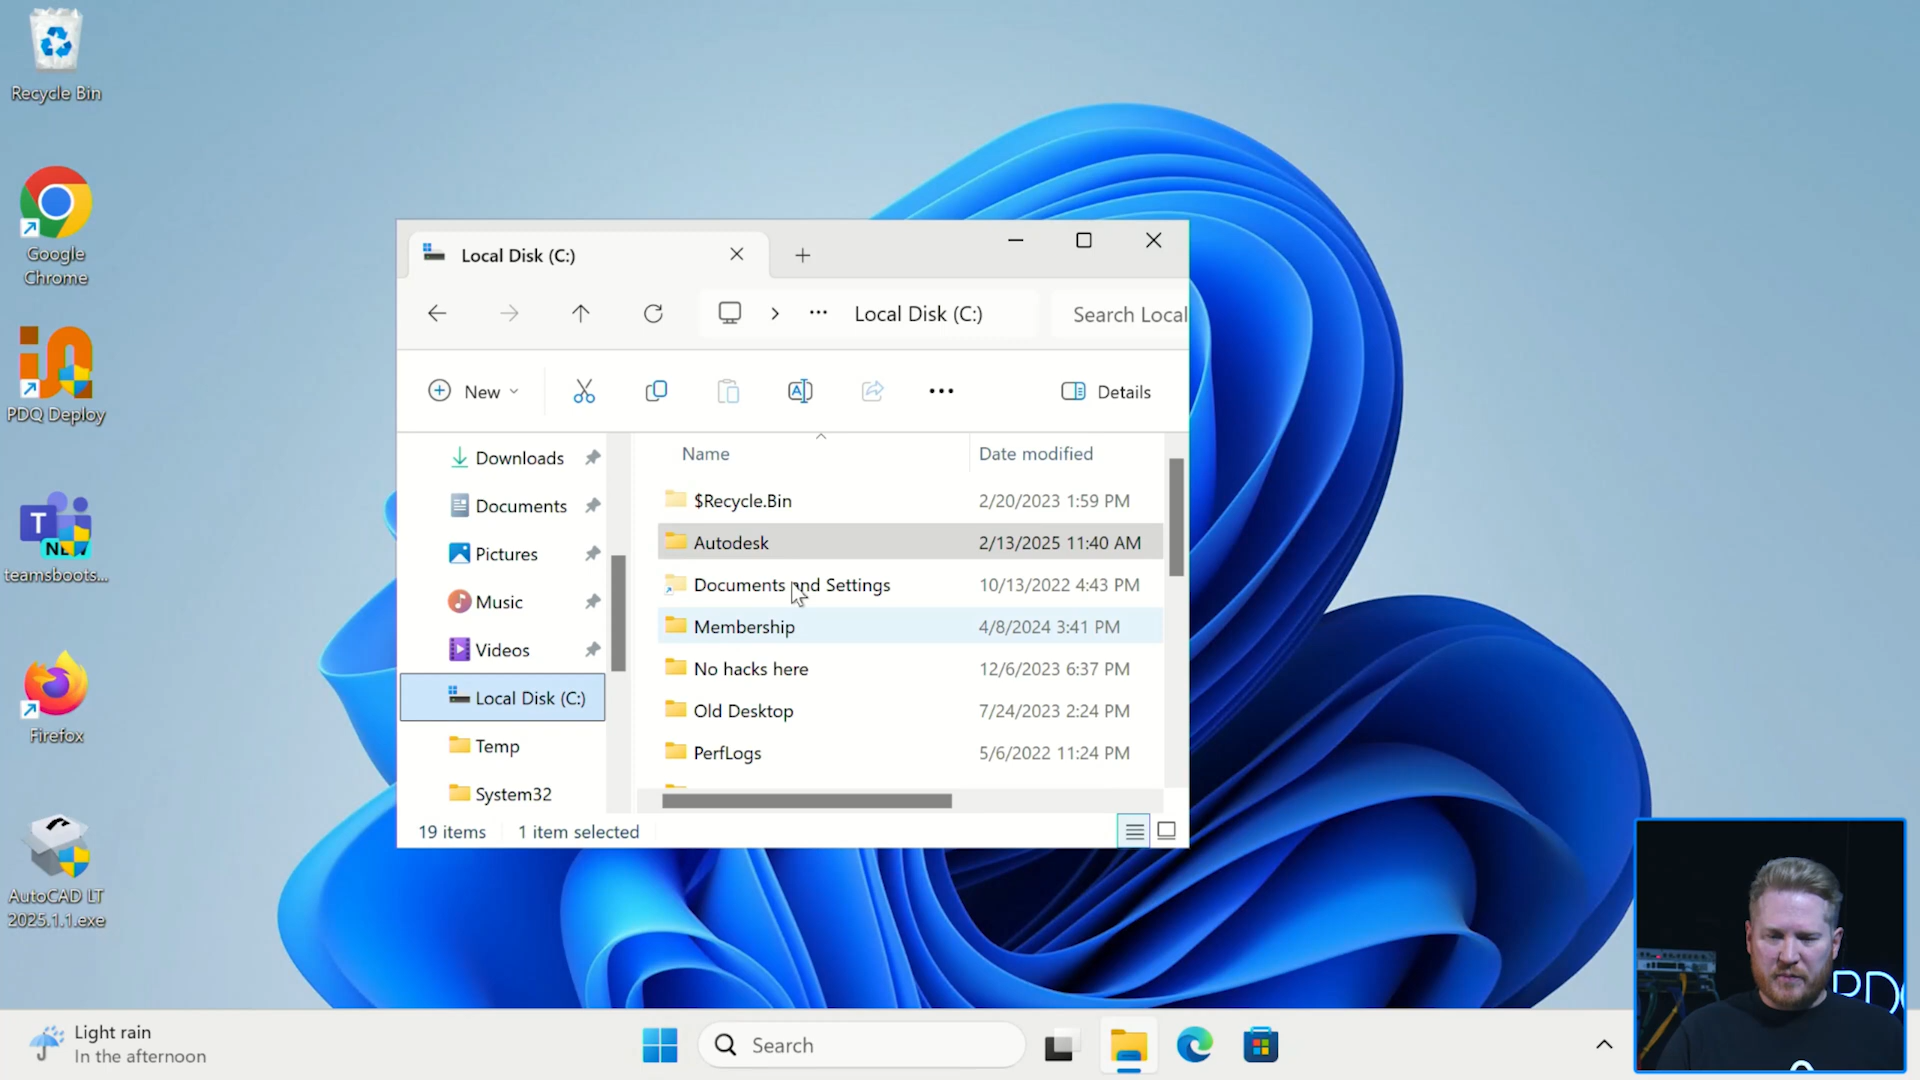 Recycle Bin
Google
Chrome
PDQ Deploy
T
NEW
teamsboots...
Firefox
AutoCAD LT
2025.1.1.exe
Local Disk (C:)
Local Disk (C:)
Search Local
New
Details
Downloads
Documents
Pictures
Music
Videos
Local Disk (C:)
Temp
System32
Name Date modified
$Recycle.Bin 2/20/2023 1:59 PM
Autodesk 2/13/2025 11:40 AM
Documents and Settings 10/13/2022 4:43 PM
Membership 4/8/2024 3:41 PM
No hacks here 12/6/2023 6:37 PM
Old Desktop 7/24/2023 2:24 PM
PerfLogs 5/6/2022 11:24 PM
19 items 1 item selected
Light rain
In the afternoon
Search
PDQ